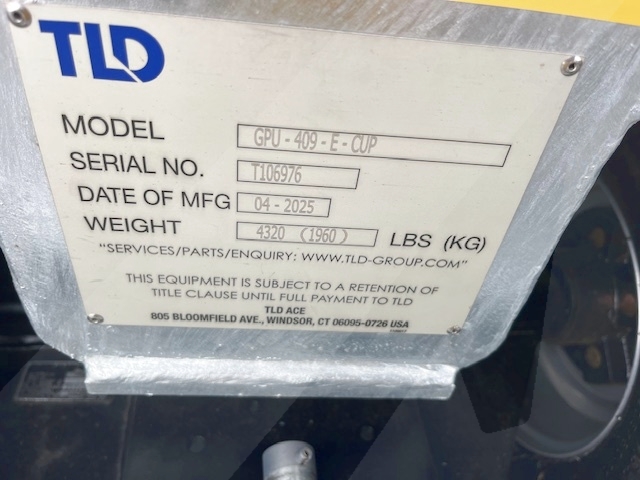 TLD
MODEL GPU-409-E-CUP
SERIAL NO. T106976
DATE OF MFG 04-2025
WEIGHT 4320 (1960) LBS (KG)
"SERVICES/PARTS/ENQUIRY: WWW.TLD-GROUP.COM"
THIS EQUIPMENT IS SUBJECT TO A RETENTION OF
TITLE CLAUSE UNTIL FULL PAYMENT TO TLD
TLD ACE
805 BLOOMFIELD AVE., WINDSOR, CT 06095-0726 USA